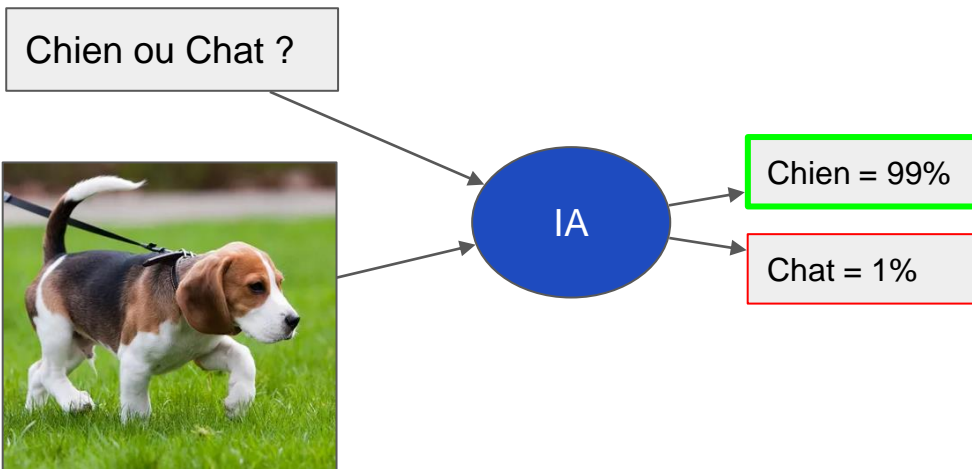 Chien ou Chat ?
IA
Chien = 99%
Chat = 1%